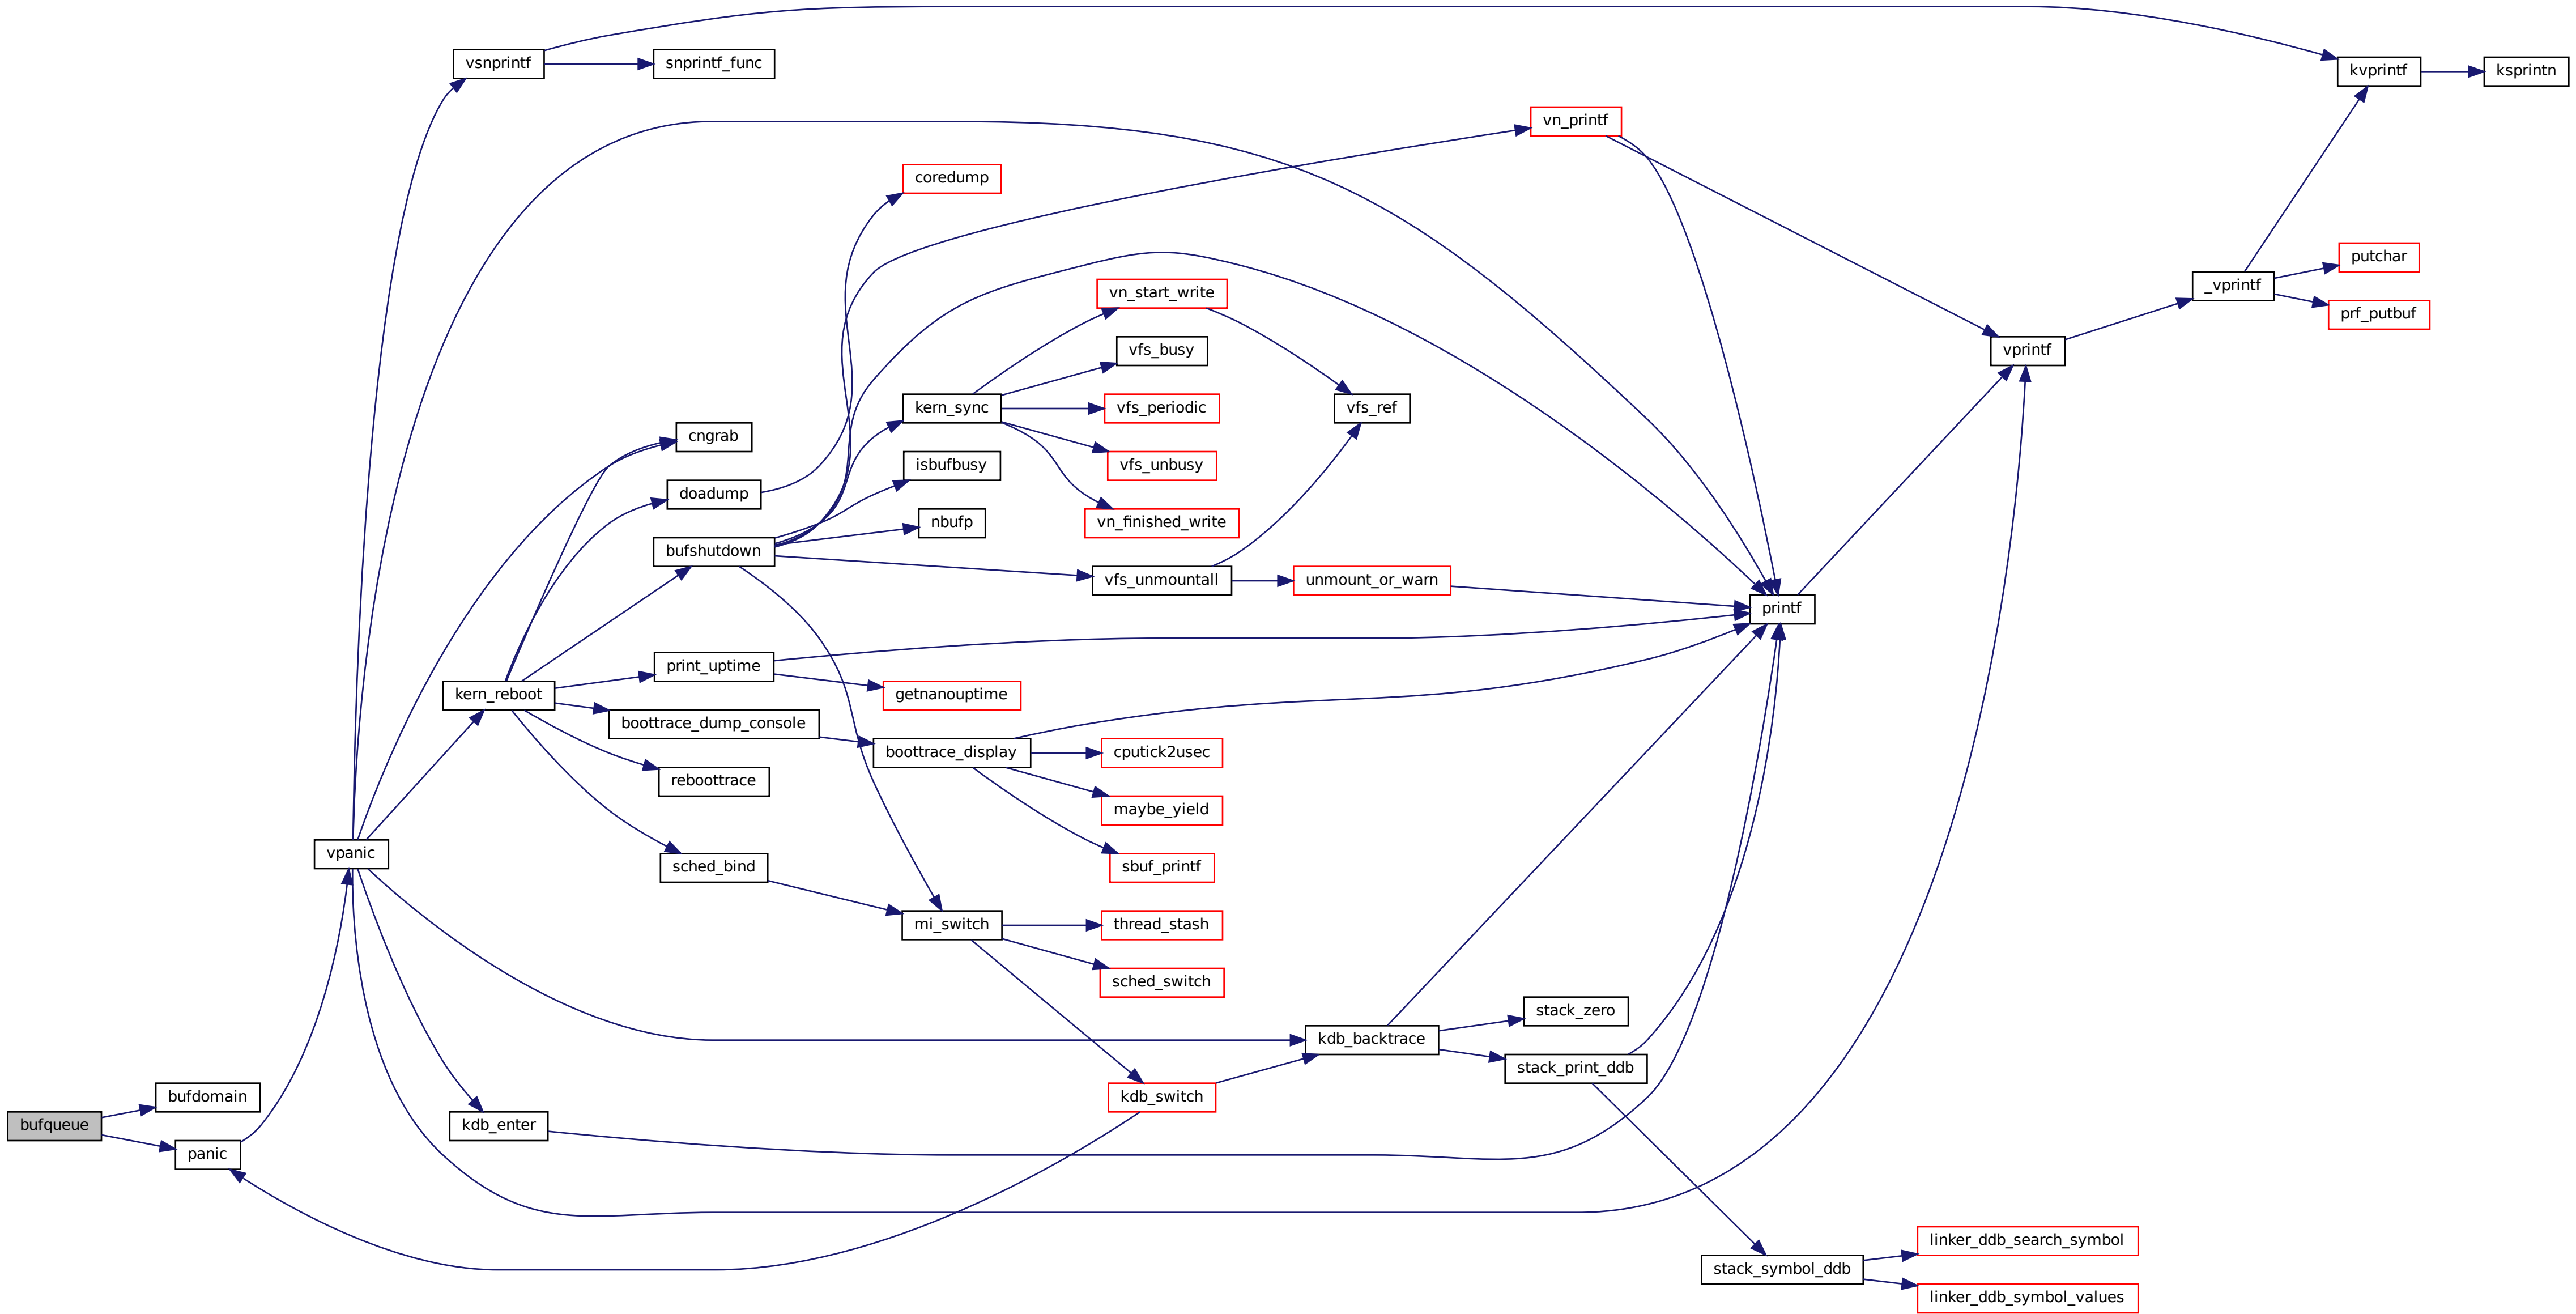 vsnprintf
snprintf_func
kvprintf
ksprintn
vn_printf
coredump
putchar
_vprintf
vn_start_write
prf_putbuf
vfs_busy
vprintf
kern_sync
vfs_periodic
vfs_ref
cngrab
isbufbusy
vfs_unbusy
doadump
nbufp
vn_finished_write
bufshutdown
vfs_unmountall
unmount_or_warn
printf
print_uptime
kern_reboot
getnanouptime
boottrace_dump_console
boottrace_display
cputick2usec
reboottrace
maybe_yield
vpanic
sched_bind
sbuf_printf
mi_switch
thread_stash
sched_switch
stack_zero
kdb_backtrace
stack_print_ddb
bufdomain
kdb_switch
bufqueue
kdb_enter
panic
linker_ddb_search_symbol
stack_symbol_ddb
linker_ddb_symbol_values